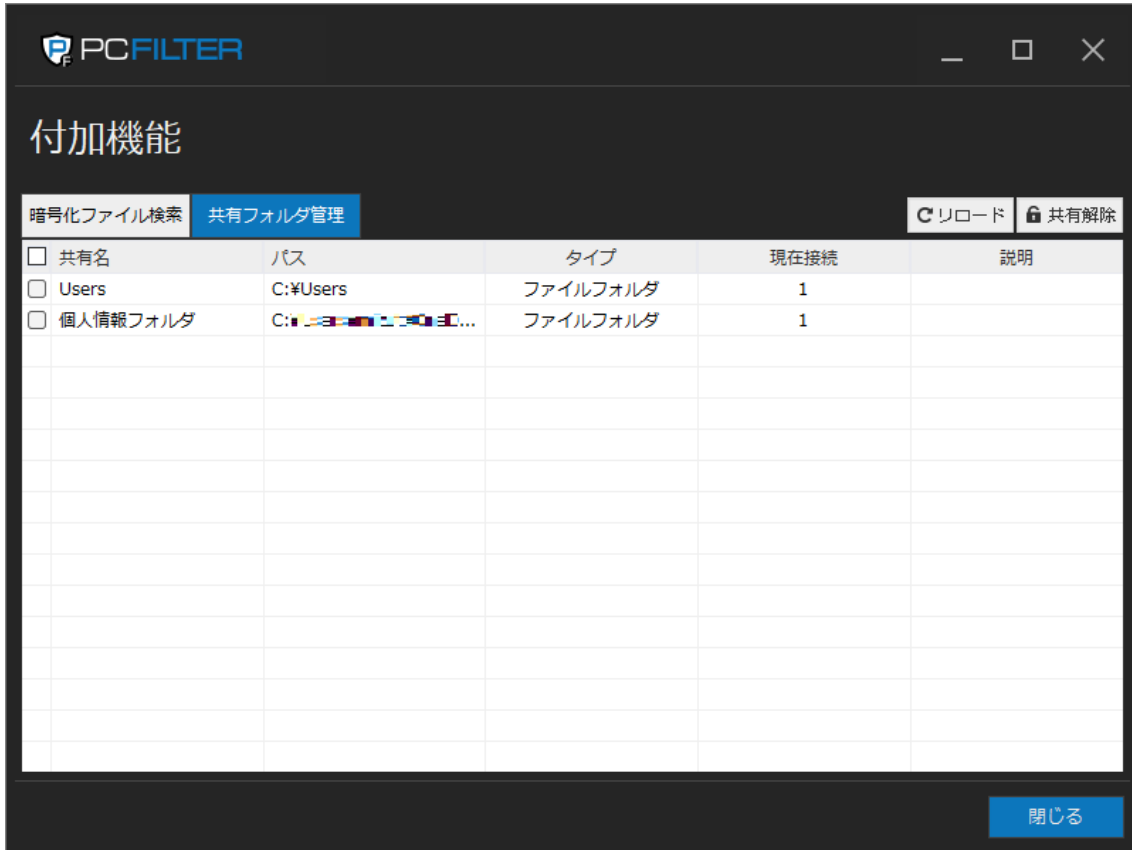 PCFILTER
付加機能
暗号化ファイル検索 共有フォルダ管理 リロード 共有解除
共有名 パス タイプ 現在接続 説明
Users C:¥Users ファイルフォルダ 1
個人情報フォルダ C: ... ファイルフォルダ 1
閉じる